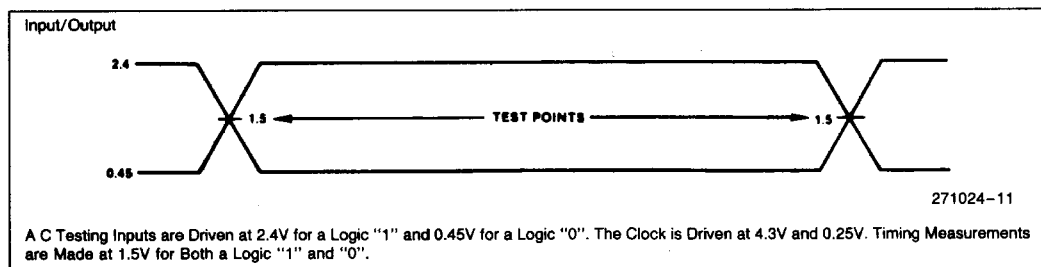 Input/Output
2.4
1.5 TEST POINTS 1.5
0.45
271024-11
A C Testing Inputs are Driven at 2.4V for a Logic "1" and 0.45V for a Logic "0". The Clock is Driven at 4.3V and 0.25V. Timing Measurements
are Made at 1.5V for Both a Logic "1" and "0".